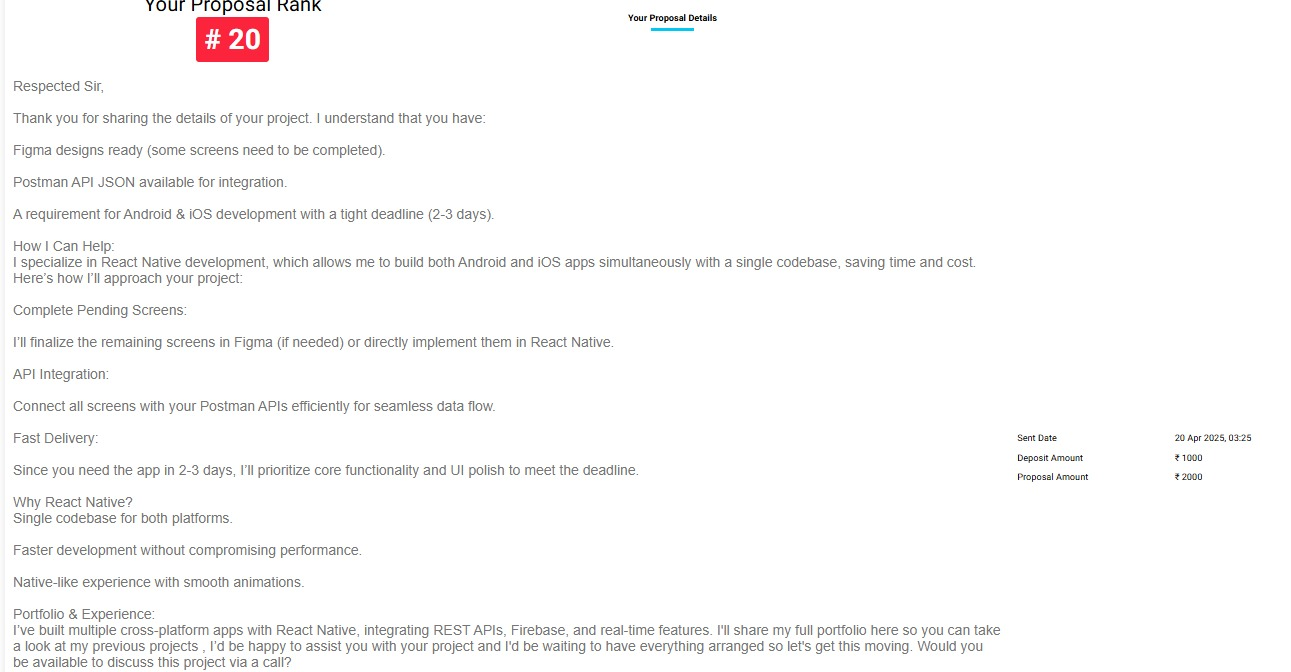 Your Proposal Rank
# 20
Your Proposal Details
Respected Sir,
Thank you for sharing the details of your project. I understand that you have:
Figma designs ready (some screens need to be completed).
Postman API JSON available for integration.
A requirement for Android & iOS development with a tight deadline (2-3 days).
How I Can Help:
I specialize in React Native development, which allows me to build both Android and iOS apps simultaneously with a single codebase, saving time and cost.
Here’s how I’ll approach your project:
Complete Pending Screens:
I’ll finalize the remaining screens in Figma (if needed) or directly implement them in React Native.
API Integration:
Connect all screens with your Postman APIs efficiently for seamless data flow.
Fast Delivery:
Since you need the app in 2-3 days, I’ll prioritize core functionality and UI polish to meet the deadline.
Why React Native?
Single codebase for both platforms.
Faster development without compromising performance.
Native-like experience with smooth animations.
Portfolio & Experience:
I’ve built multiple cross-platform apps with React Native, integrating REST APIs, Firebase, and real-time features. I'll share my full portfolio here so you can take
a look at my previous projects , I’d be happy to assist you with your project and I'd be waiting to have everything arranged so let's get this moving. Would you
be available to discuss this project via a call?
Sent Date 20 Apr 2025, 03:25
Deposit Amount ₹ 1000
Proposal Amount ₹ 2000